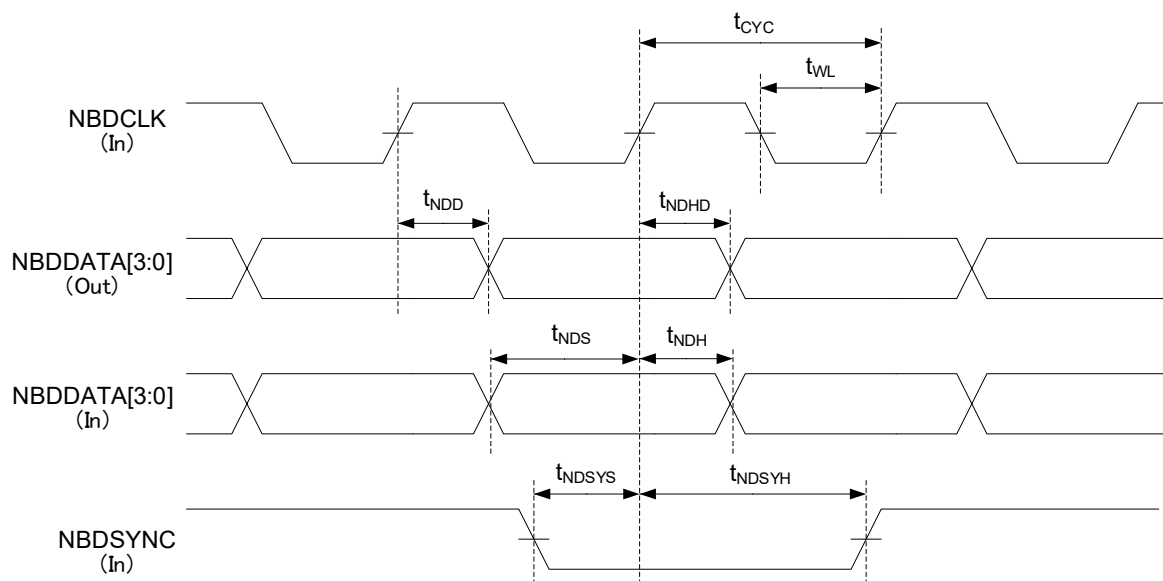 tCYC
tWL
NBDCLK
(In)
tNDD
tNDHD
NBDDATA[3:0]
(Out)
tNDS
tNDH
NBDDATA[3:0]
(In)
tNDSYS
tNDSYH
NBDSYNC
(In)